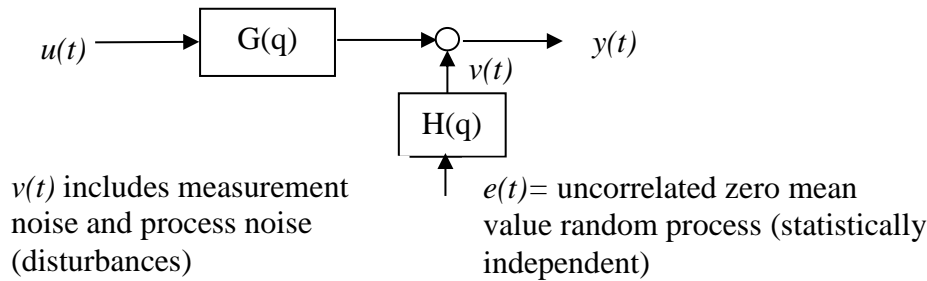 u(t)
G(q)
y(t)
v(t)
H(q)
v(t) includes measurement
noise and process noise
(disturbances)
e(t)= uncorrelated zero mean
value random process (statistically
independent)